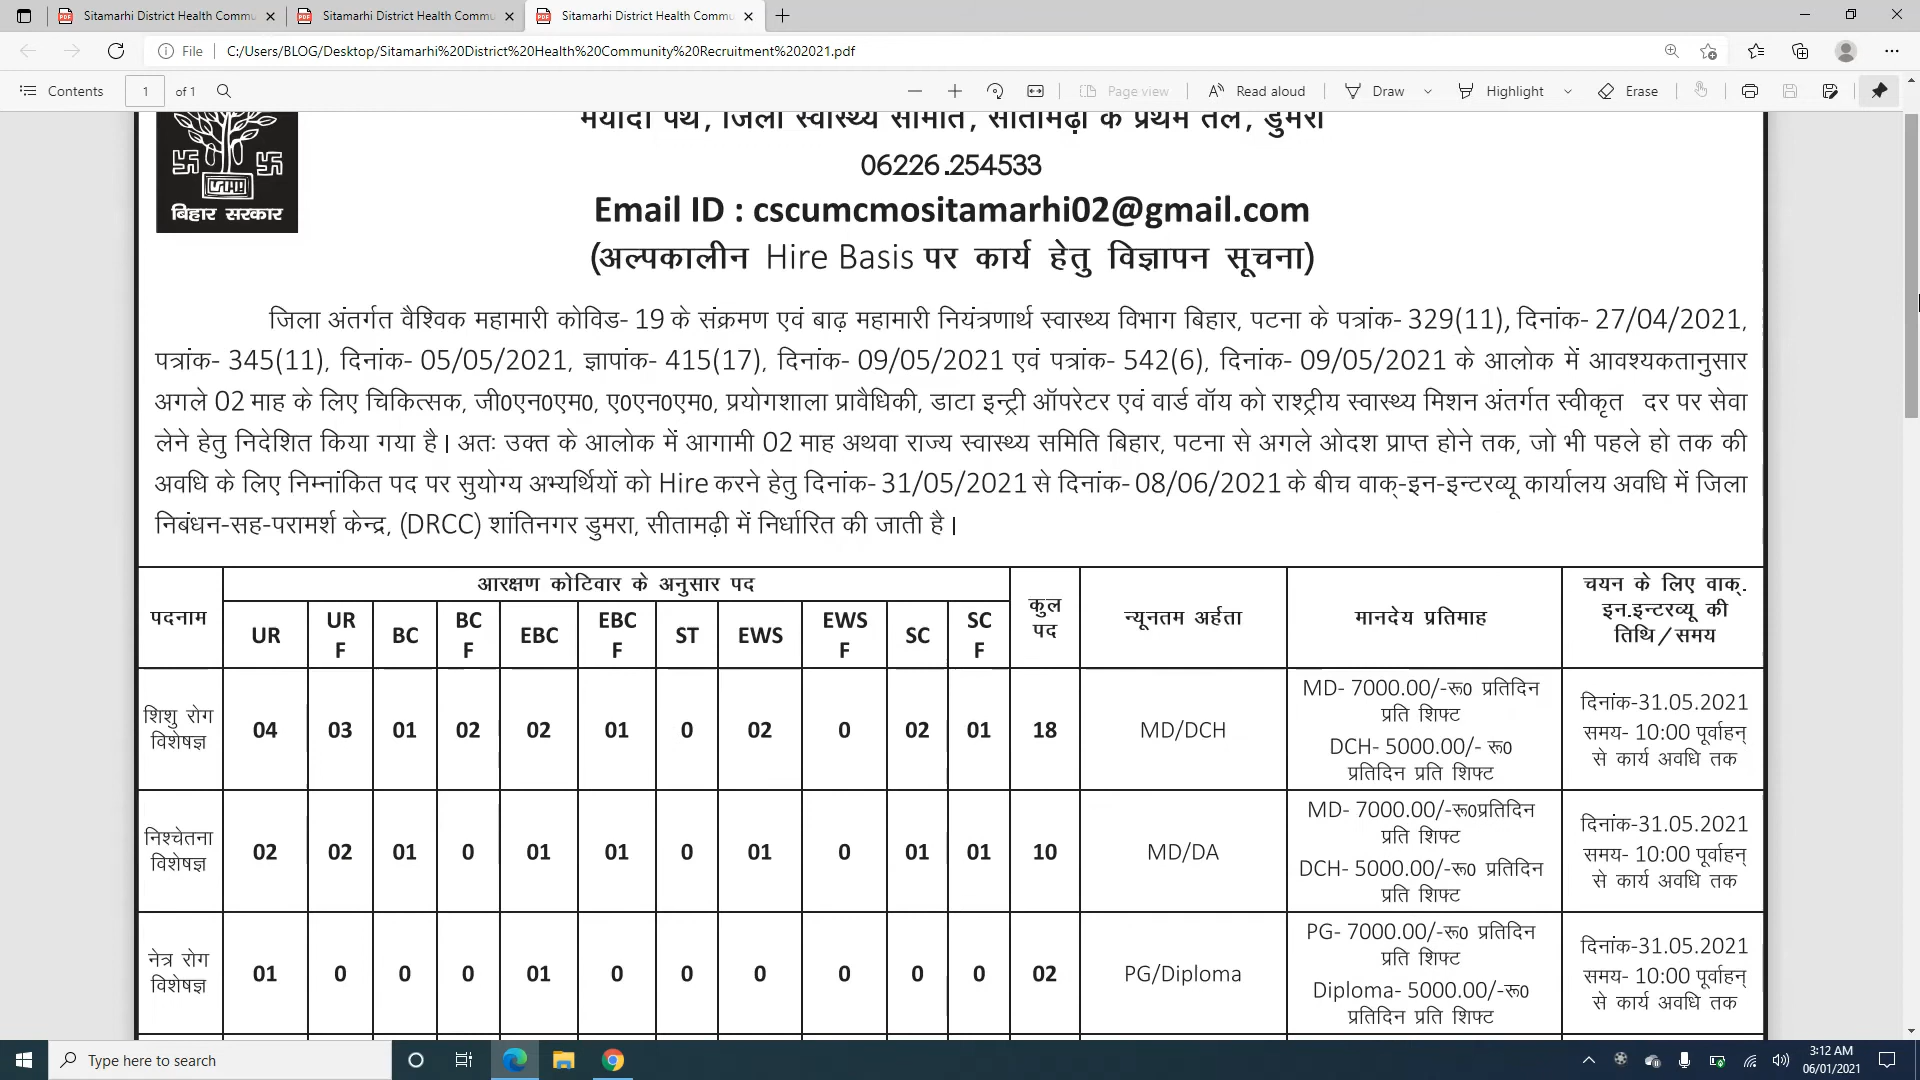 Sitamarhi District Health Commu
Sitamarhi District Health Commu
Sitamarhi District Health Commu
File
C:/Users/BLOG/Desktop/Sitamarhi%20District%20Health%20Community%20Recruitment%202021.pdf
Contents
1
of 1
Page view
Read aloud
Draw
Highlight
Erase
मर्यादा पथ, जिला स्वास्थ्य समिति, सीतामढ़ी के प्रथम तल, डुमरा
बिहार सरकार
06226.254533
Email ID : cscumcmositamarhi02@gmail.com
(अल्पकालीन Hire Basis पर कार्य हेतु विज्ञापन सूचना)
जिला अंतर्गत वैश्विक महामारी कोविड- 19 के संक्रमण एवं बाढ़ महामारी नियंत्रणार्थ स्वास्थ्य विभाग बिहार, पटना के पत्रांक- 329(11), दिनांक- 27/04/2021,
पत्रांक- 345(11), दिनांक- 05/05/2021, ज्ञापांक- 415(17), दिनांक- 09/05/2021 एवं पत्रांक- 542(6), दिनांक- 09/05/2021 के आलोक में आवश्यकतानुसार
अगले 02 माह के लिए चिकित्सक, जी0एन0एम0, ए0एन0एम0, प्रयोगशाला प्रावैधिकी, डाटा इन्ट्री ऑपरेटर एवं वार्ड वॉय को राश्ट्रीय स्वास्थ्य मिशन अंतर्गत स्वीकृत दर पर सेवा
लेने हेतु निदेशित किया गया है। अतः उक्त के आलोक में आगामी 02 माह अथवा राज्य स्वास्थ्य समिति बिहार, पटना से अगले ओदश प्राप्त होने तक, जो भी पहले हो तक की
अवधि के लिए निम्नांकित पद पर सुयोग्य अभ्यर्थियों को Hire करने हेतु दिनांक- 31/05/2021 से दिनांक- 08/06/2021 के बीच वाक्-इन-इन्टरव्यू कार्यालय अवधि में जिला
निबंधन-सह-परामर्श केन्द्र, (DRCC) शांतिनगर डुमरा, सीतामढ़ी में निर्धारित की जाती है।
पदनाम
आरक्षण कोटिवार के अनुसार पद
कुल
पद
न्यूनतम अर्हता
मानदेय प्रतिमाह
चयन के लिए वाक्.
इन.इन्टरव्यू की
तिथि/समय
UR
UR
F
BC
BC
F
EBC
EBC
F
ST
EWS
EWS
F
SC
SC
F
शिशु रोग
विशेषज्ञ
04 03 01 02 02 01 0 02 0 02 01 18
MD/DCH
MD- 7000.00/-रू0 प्रतिदिन
प्रति शिफ्ट
DCH- 5000.00/- रू0
प्रतिदिन प्रति शिफ्ट
दिनांक-31.05.2021
समय- 10:00 पूर्वाहन्
से कार्य अवधि तक
निश्चेतना
विशेषज्ञ
02 02 01 0 01 01 0 01 0 01 01 10
MD/DA
MD- 7000.00/-रू0प्रतिदिन
प्रति शिफ्ट
DCH- 5000.00/-रू0 प्रतिदिन
प्रति शिफ्ट
दिनांक-31.05.2021
समय- 10:00 पूर्वाहन्
से कार्य अवधि तक
नेत्र रोग
विशेषज्ञ
01 0 0 0 01 0 0 0 0 0 0 02
PG/Diploma
PG- 7000.00/-रू0 प्रतिदिन
प्रति शिफ्ट
Diploma- 5000.00/-रू0
प्रतिदिन प्रति शिफ्ट
दिनांक-31.05.2021
समय- 10:00 पूर्वाहन्
से कार्य अवधि तक
Type here to search
3:12 AM
06/01/2021